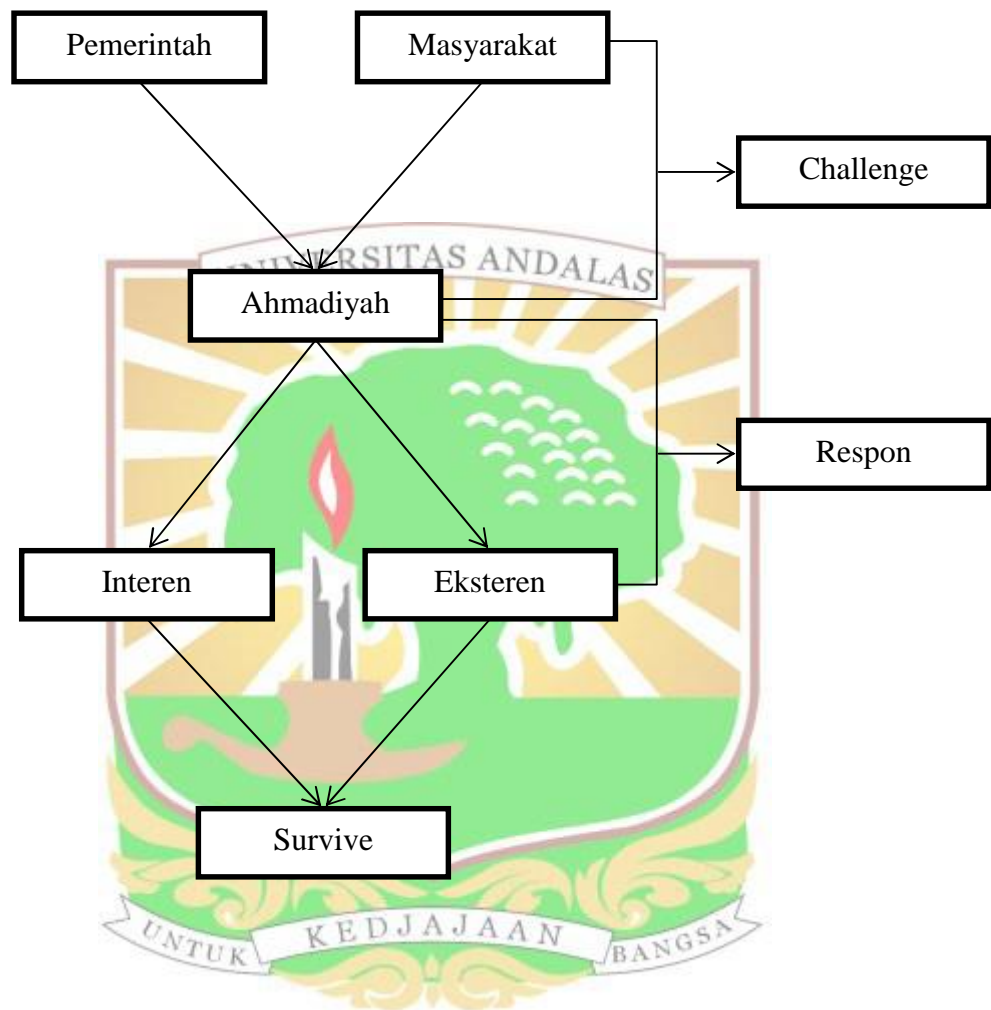 Pemerintah
Masyarakat
Challenge
UNIVERSITAS ANDALAS
Ahmadiyah
Respon
Interen
Eksteren
Survive
UNTUK KEDJAJAAN BANGSA